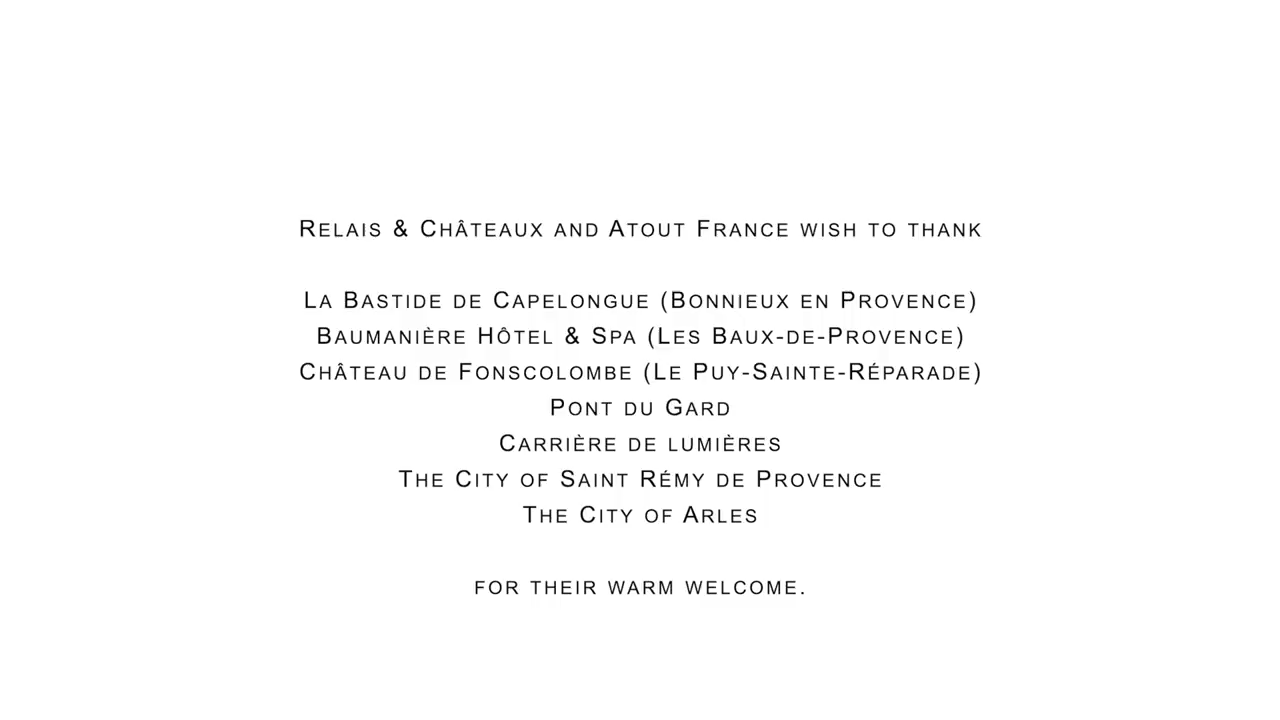 Relais & Châteaux and Atout France wish to thank
La Bastide de Capelongue (Bonnieux en Provence)
Baumanière Hôtel & Spa (Les Baux-de-Provence)
Château de Fonscolombe (Le Puy-Sainte-Réparade)
Pont du Gard
Carrière de lumières
The City of Saint Rémy de Provence
The City of Arles
for their warm welcome.